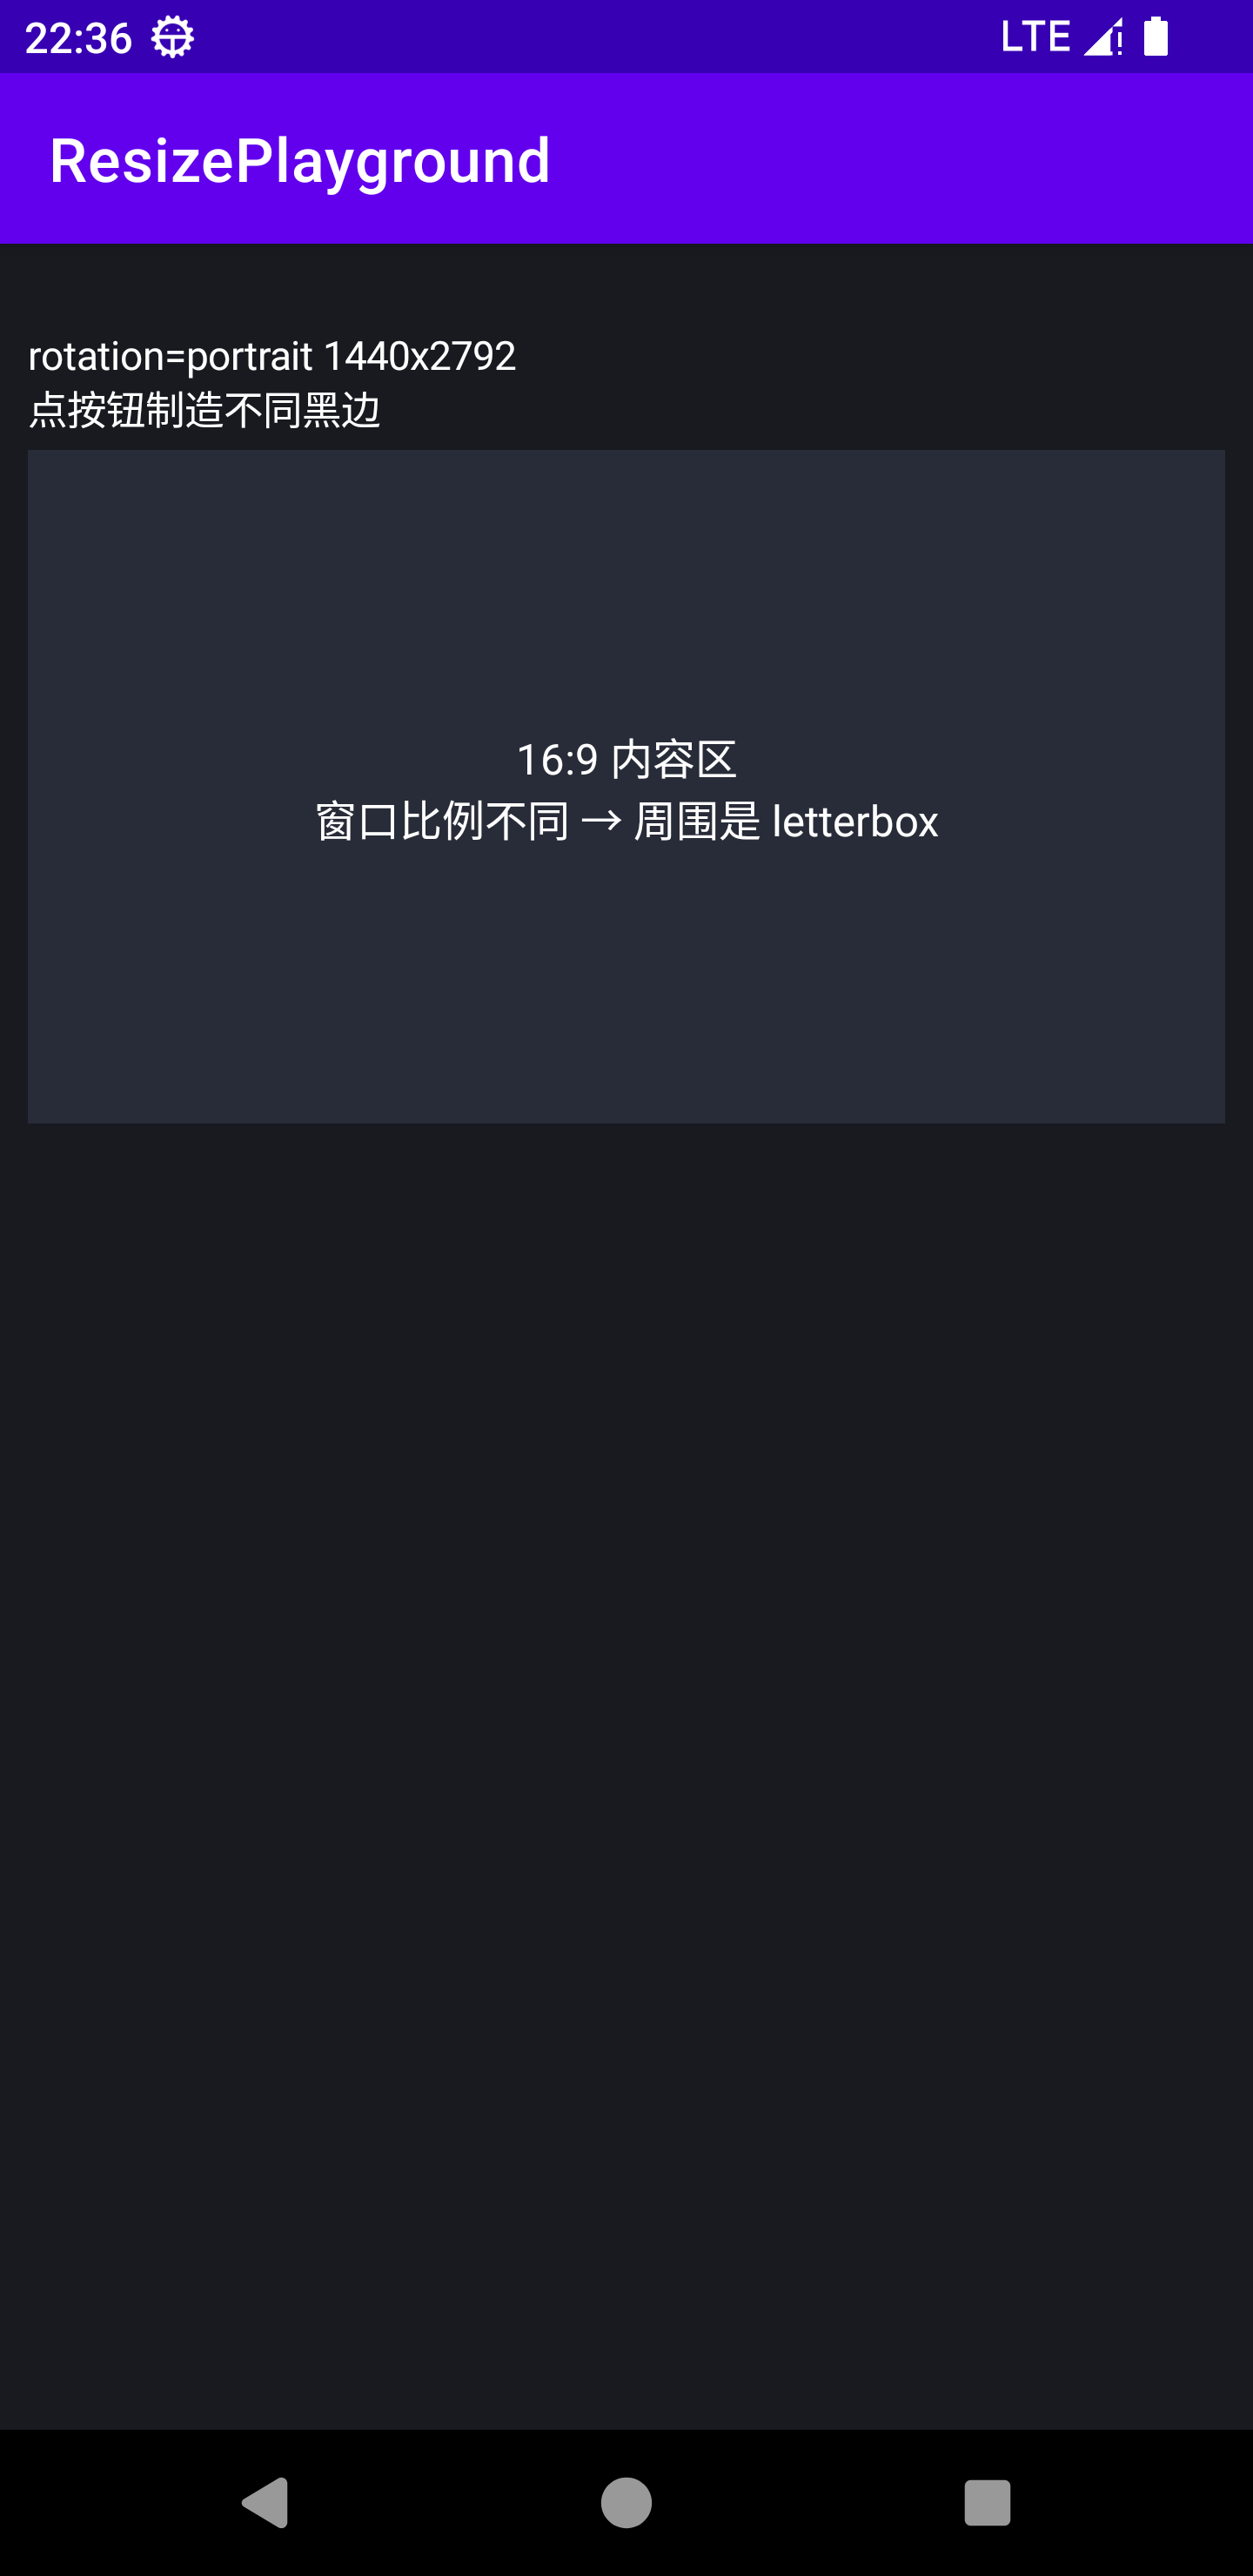 22:36 LTE
ResizePlayground
rotation=portrait 1440x2792
点按钮制造不同黑边
16:9 内容区
窗口比例不同 → 周围是 letterbox